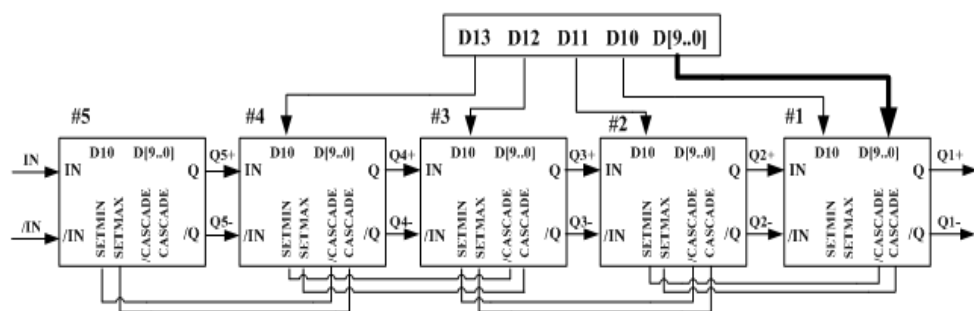 D13 D12 D11 D10 D[9..0]
#5 #4 #3 #2 #1
D10 D[9..0] D10 D[9..0] D10 D[9..0] D10 D[9..0] D10 D[9..0]
IN IN Q Q5+ IN Q Q4+ IN Q Q3+ IN Q Q2+ IN Q Q1+
/IN /IN /Q Q5- /IN /Q Q4- /IN /Q Q3- /IN /Q Q2- /IN /Q Q1-
SETMIN SETMAX /CASCADE CASCADE SETMIN SETMAX /CASCADE CASCADE SETMIN SETMAX /CASCADE CASCADE SETMIN SETMAX /CASCADE CASCADE SETMIN SETMAX /CASCADE CASCADE